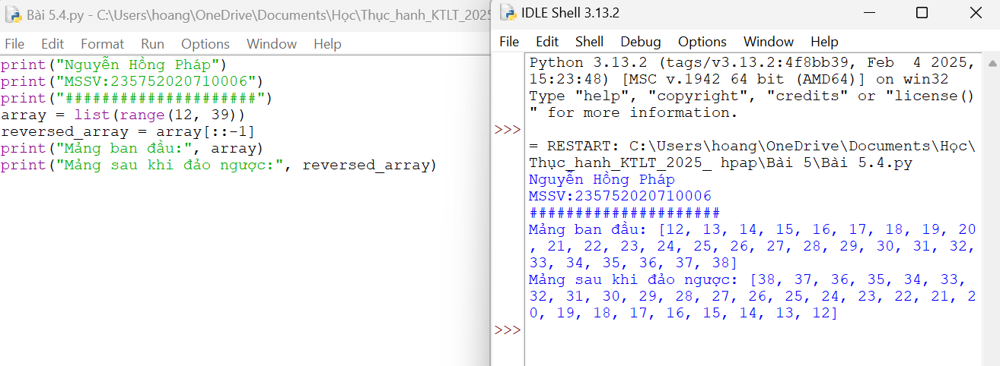 Bài 5.4.py - C:\Users\hoang\OneDrive\Documents\Học\Thực_hanh_KTLT_2025
File Edit Format Run Options Window Help
print("Nguyễn Hồng Pháp")
print("MSSV:235752020710006")
print("#####################")
array = list(range(12, 39))
reversed_array = array[::-1]
print("Mảng ban đầu:", array)
print("Mảng sau khi đảo ngược:", reversed_array)
IDLE Shell 3.13.2
File Edit Shell Debug Options Window Help
Python 3.13.2 (tags/v3.13.2:4f8bb39, Feb  4 2025,
15:23:48) [MSC v.1942 64 bit (AMD64)] on win32
Type "help", "copyright", "credits" or "license()
" for more information.
>>>
= RESTART: C:\Users\hoang\OneDrive\Documents\Học\
Thực_hanh_KTLT_2025_ hpap\Bài 5\Bài 5.4.py
Nguyễn Hồng Pháp
MSSV:235752020710006
#####################
Mảng ban đầu: [12, 13, 14, 15, 16, 17, 18, 19, 20
, 21, 22, 23, 24, 25, 26, 27, 28, 29, 30, 31, 32,
33, 34, 35, 36, 37, 38]
Mảng sau khi đảo ngược: [38, 37, 36, 35, 34, 33,
32, 31, 30, 29, 28, 27, 26, 25, 24, 23, 22, 21, 2
0, 19, 18, 17, 16, 15, 14, 13, 12]
>>>